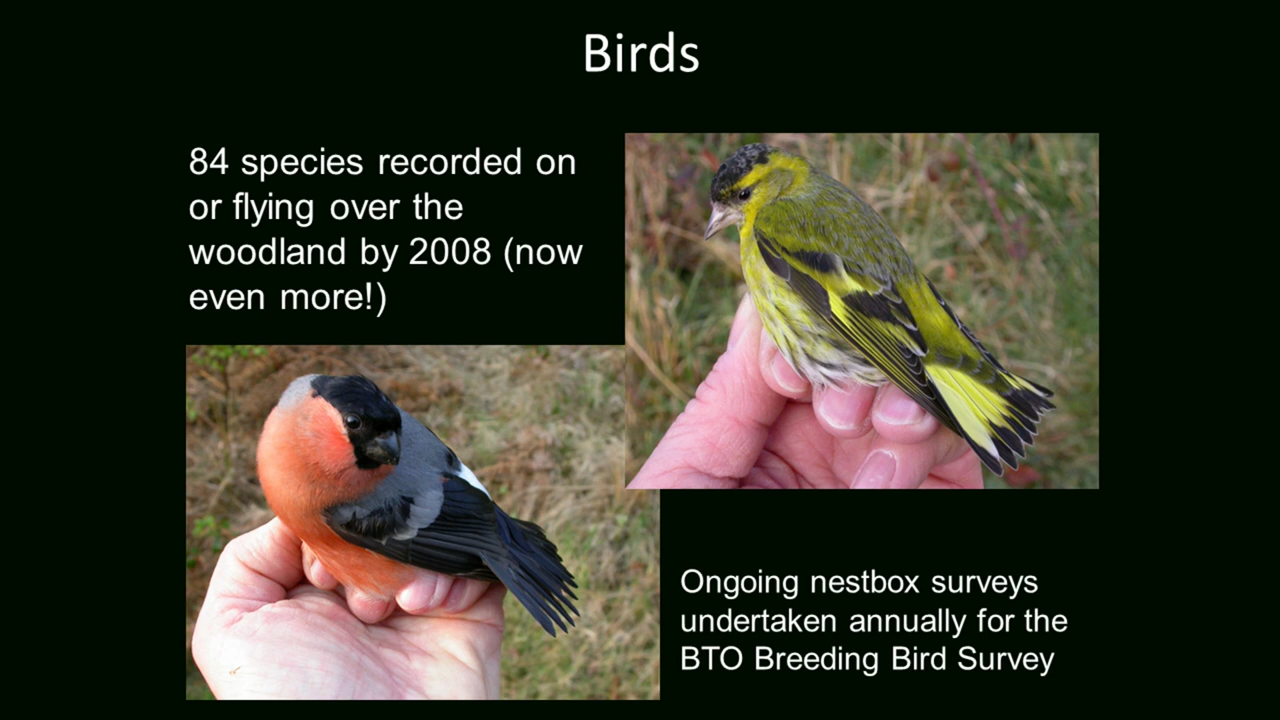 Birds
84 species recorded on
or flying over the
woodland by 2008 (now
even more!)
Ongoing nestbox surveys
undertaken annually for the
BTO Breeding Bird Survey